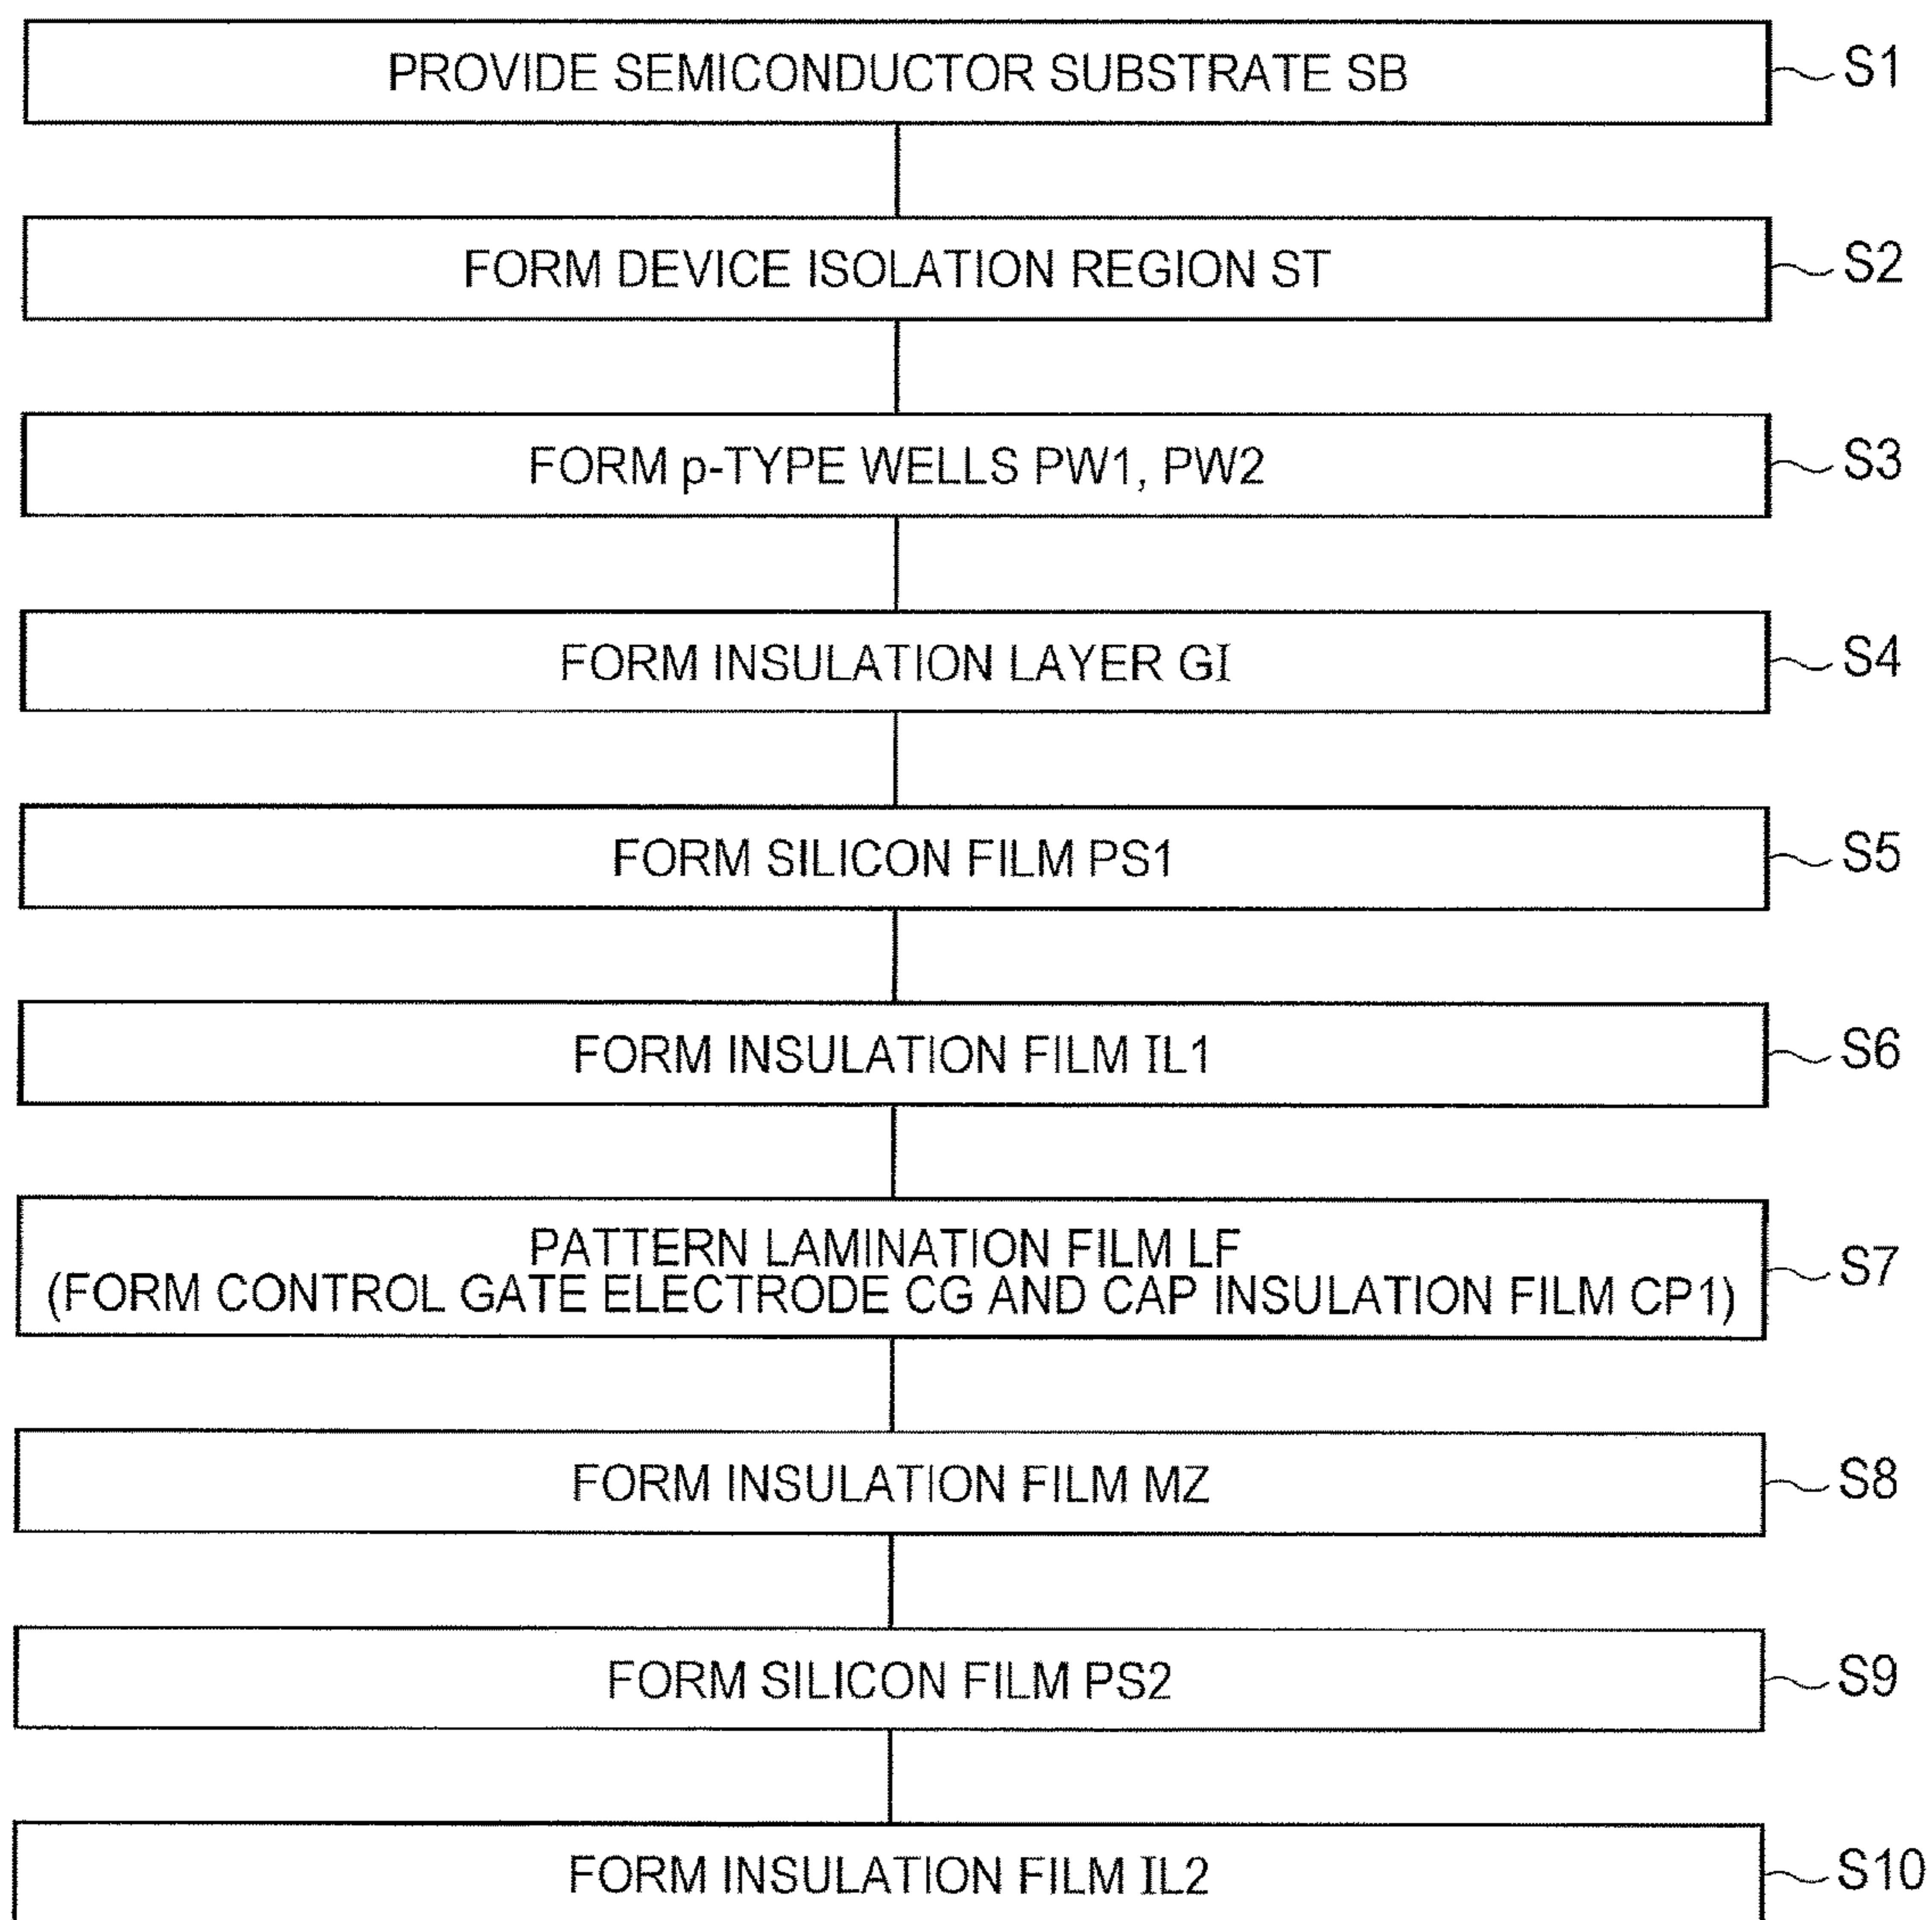 PROVIDE SEMICONDUCTOR SUBSTRATE SB
S1
FORM DEVICE ISOLATION REGION ST
S2
FORM p-TYPE WELLS PW1, PW2
S3
FORM INSULATION LAYER GI
S4
FORM SILICON FILM PS1
S5
FORM INSULATION FILM IL1
S6
PATTERN LAMINATION FILM LF
(FORM CONTROL GATE ELECTRODE CG AND CAP INSULATION FILM CP1)
S7
FORM INSULATION FILM MZ
S8
FORM SILICON FILM PS2
S9
FORM INSULATION FILM IL2
S10